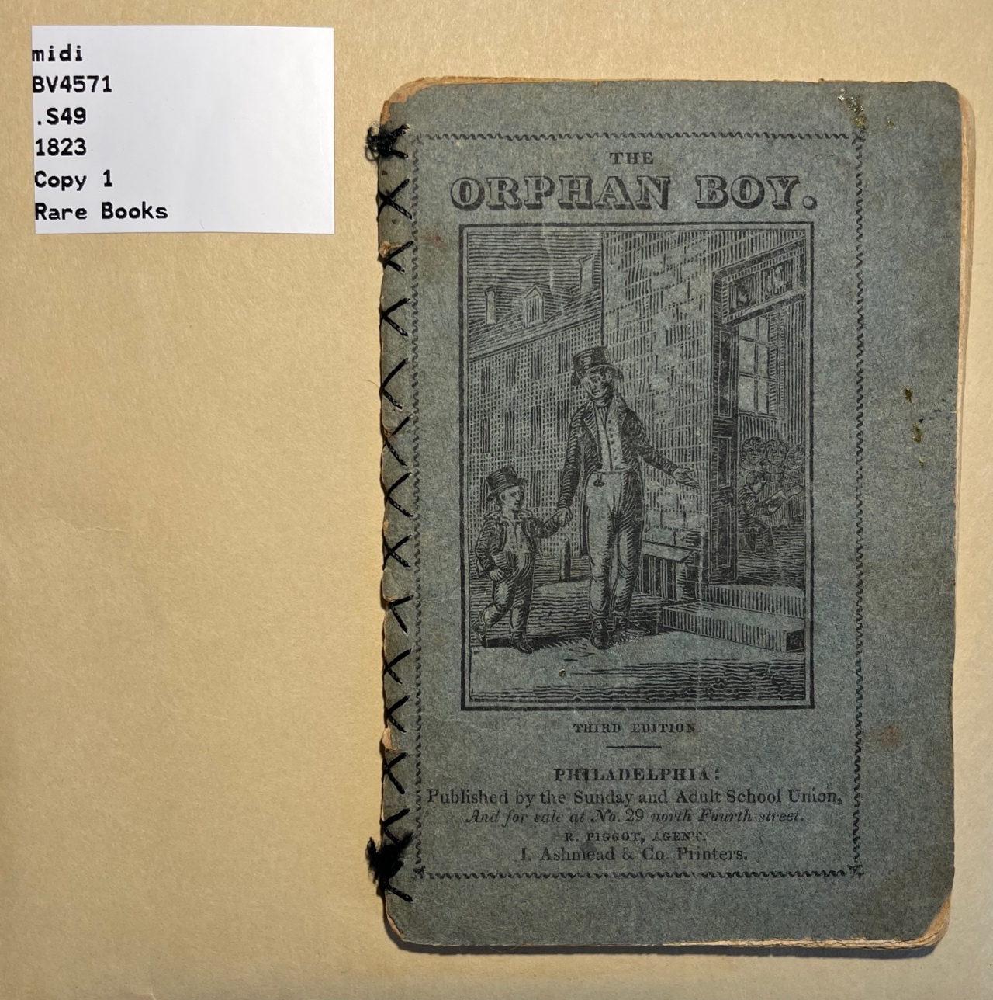 midi
BV4571
.S49
1823
Copy 1
Rare Books
THE
ORPHAN BOY.
THIRD EDITION
PHILADELPHIA:
Published by the Sunday and Adult School Union,
And for sale at No. 29 north Fourth street.
R. PIGGOT, AGENT.
I. Ashmead & Co. Printers.